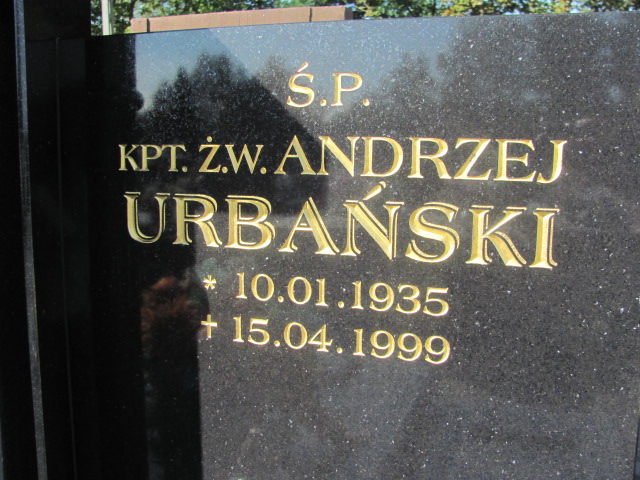 Ś.P.
KPT. Ż.W. ANDRZEJ
URBAŃSKI
* 10.01.1935
† 15.04.1999